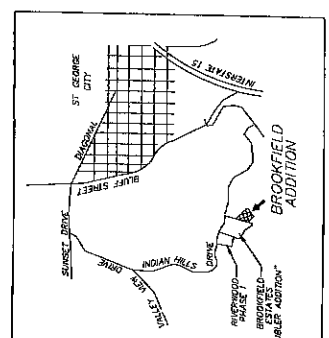 ST GEORGE
CITY
INTERSTATE 15
DIAGONAL
BLUFF STREET
SUNSET DRIVE
VALLEY
VIEW
DRIVE
INDIAN HILLS
DRIVE
BROOKFIELD
ADDITION
RIVERWOOD
PHASE 1
BROOKFIELD
ESTATES
ADDITION"